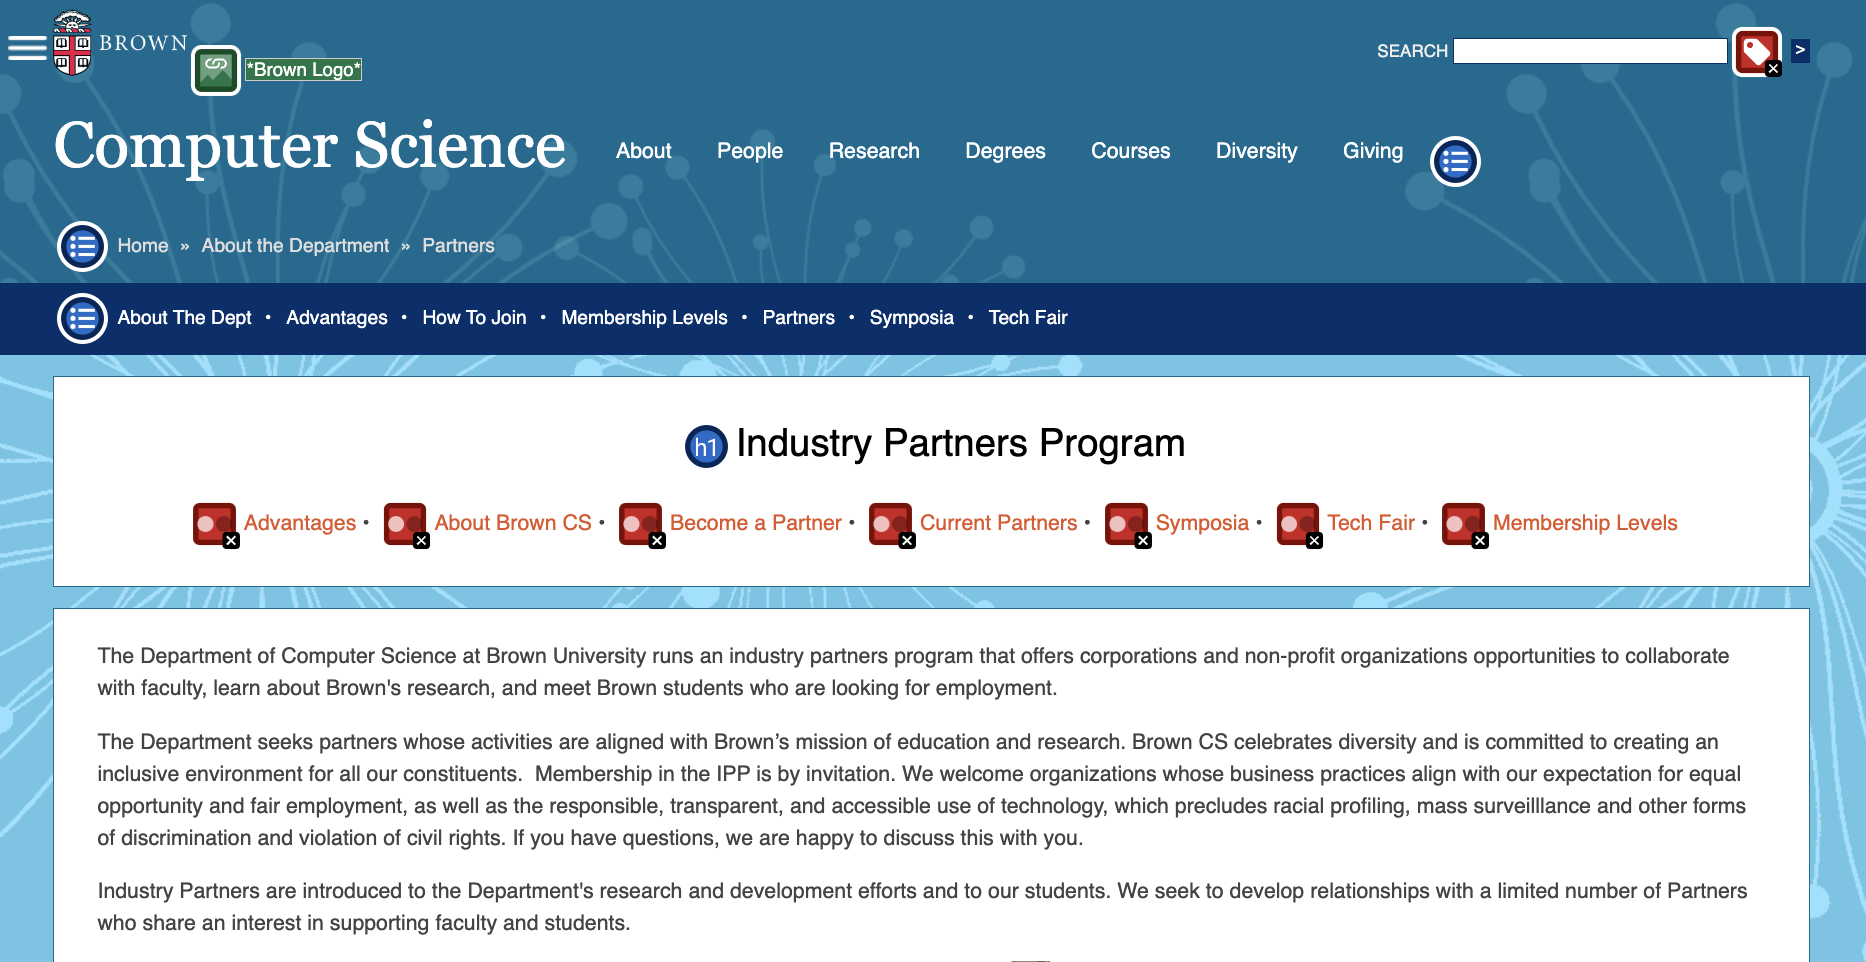 BROWN
*Brown Logo*
SEARCH >
Computer Science About People Research Degrees Courses Diversity Giving
Home » About the Department » Partners
About The Dept • Advantages • How To Join • Membership Levels • Partners • Symposia • Tech Fair
h1 Industry Partners Program
Advantages • About Brown CS • Become a Partner • Current Partners • Symposia • Tech Fair • Membership Levels
The Department of Computer Science at Brown University runs an industry partners program that offers corporations and non-profit organizations opportunities to collaborate
with faculty, learn about Brown's research, and meet Brown students who are looking for employment.
The Department seeks partners whose activities are aligned with Brown’s mission of education and research. Brown CS celebrates diversity and is committed to creating an
inclusive environment for all our constituents.  Membership in the IPP is by invitation. We welcome organizations whose business practices align with our expectation for equal
opportunity and fair employment, as well as the responsible, transparent, and accessible use of technology, which precludes racial profiling, mass surveilllance and other forms
of discrimination and violation of civil rights. If you have questions, we are happy to discuss this with you.
Industry Partners are introduced to the Department's research and development efforts and to our students. We seek to develop relationships with a limited number of Partners
who share an interest in supporting faculty and students.